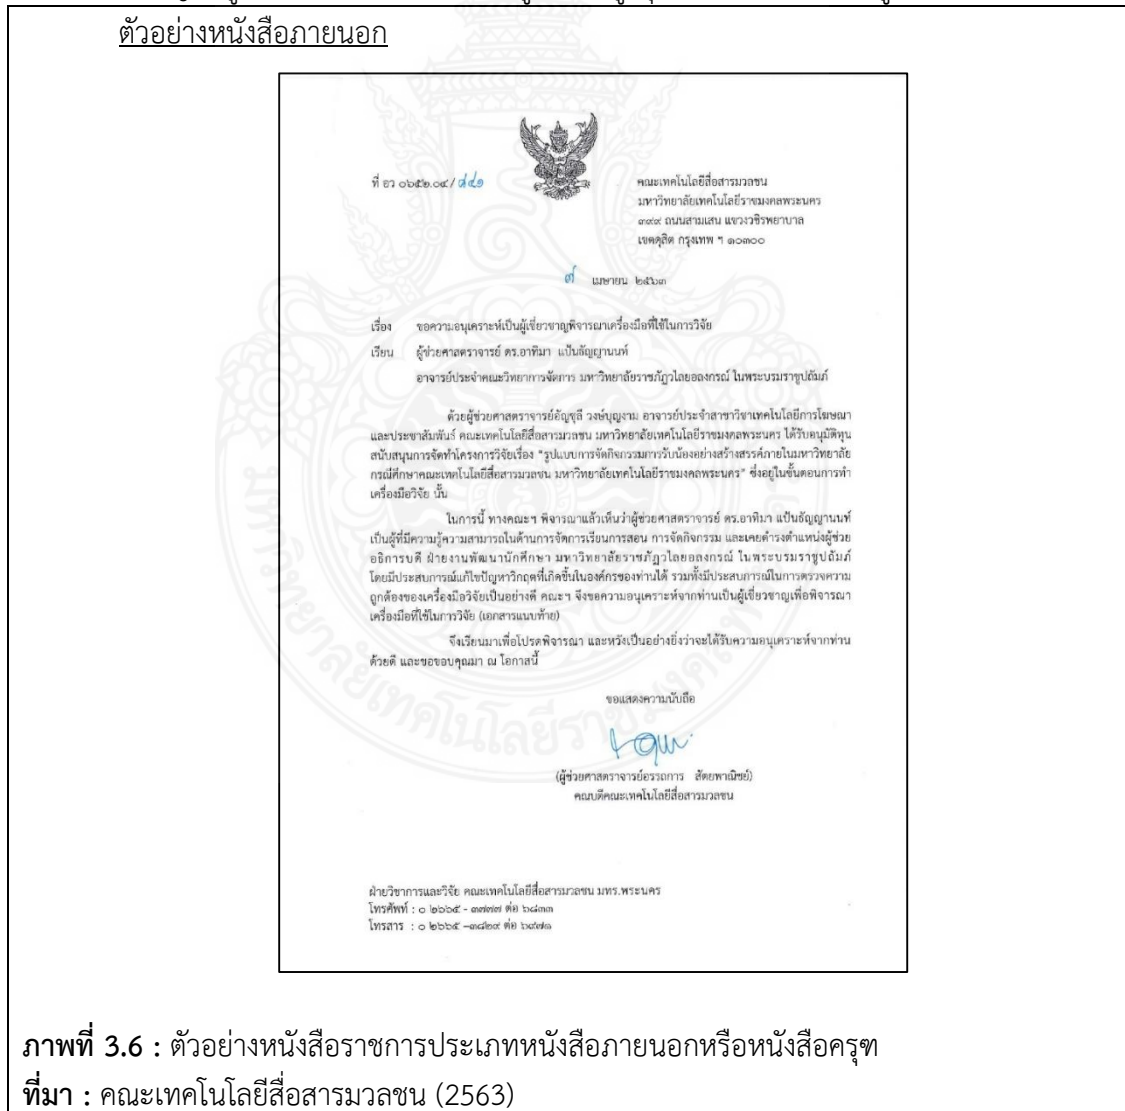 ตัวอย่างหนังสือภายนอก
ที่ อว ๐๖๕๒.๐๔/
คณะเทคโนโลยีสื่อสารมวลชน
มหาวิทยาลัยเทคโนโลยีราชมงคลพระนคร
๓๙๙ ถนนสามเสน แขวงวชิรพยาบาล
เขตดุสิต กรุงเทพ ฯ ๑๐๓๐๐
๗ เมษายน ๒๕๖๓
เรื่อง ขอความอนุเคราะห์เป็นผู้เชี่ยวชาญพิจารณาเครื่องมือที่ใช้ในการวิจัย
เรียน ผู้ช่วยศาสตราจารย์ ดร.อาทิมา แป้นธัญญานนท์
อาจารย์ประจำคณะวิทยาการจัดการ มหาวิทยาลัยราชภัฏวไลยอลงกรณ์ ในพระบรมราชูปถัมภ์
ด้วยผู้ช่วยศาสตราจารย์อัญชุลี วงษ์บุญงาม อาจารย์ประจำสาขาวิชาเทคโนโลยีการโฆษณา
และประชาสัมพันธ์ คณะเทคโนโลยีสื่อสารมวลชน มหาวิทยาลัยเทคโนโลยีราชมงคลพระนคร ได้รับอนุมัติทุน
สนับสนุนการจัดทำโครงการวิจัยเรื่อง "รูปแบบการจัดกิจกรรมการรับน้องอย่างสร้างสรรค์ภายในมหาวิทยาลัย
กรณีศึกษาคณะเทคโนโลยีสื่อสารมวลชน มหาวิทยาลัยเทคโนโลยีราชมงคลพระนคร" ซึ่งอยู่ในขั้นตอนการทำ
เครื่องมือวิจัย นั้น
ในการนี้ ทางคณะฯ พิจารณาแล้วเห็นว่าผู้ช่วยศาสตราจารย์ ดร.อาทิมา แป้นธัญญานนท์
เป็นผู้ที่มีความรู้ความสามารถในด้านการจัดการเรียนการสอน การจัดกิจกรรม และเคยดำรงตำแหน่งผู้ช่วย
อธิการบดี ฝ่ายงานพัฒนานักศึกษา มหาวิทยาลัยราชภัฏวไลยอลงกรณ์ ในพระบรมราชูปถัมภ์
โดยมีประสบการณ์แก้ไขปัญหาวิกฤตที่เกิดขึ้นในองค์กรของท่านได้ รวมทั้งมีประสบการณ์ในการตรวจความ
ถูกต้องของเครื่องมือวิจัยเป็นอย่างดี คณะฯ จึงขอความอนุเคราะห์จากท่านเป็นผู้เชี่ยวชาญเพื่อพิจารณา
เครื่องมือที่ใช้ในการวิจัย (เอกสารแนบท้าย)
จึงเรียนมาเพื่อโปรดพิจารณา และหวังเป็นอย่างยิ่งว่าจะได้รับความอนุเคราะห์จากท่าน
ด้วยดี และขอขอบคุณมา ณ โอกาสนี้
ขอแสดงความนับถือ
(ผู้ช่วยศาสตราจารย์อรรถการ สัตยพาณิชย์)
คณบดีคณะเทคโนโลยีสื่อสารมวลชน
ฝ่ายวิชาการและวิจัย คณะเทคโนโลยีสื่อสารมวลชน มทร.พระนคร
โทรศัพท์ : ๐ ๒๖๖๕ - ๓๗๗๗ ต่อ ๖๘๓๓
โทรสาร : ๐ ๒๖๖๕ –๓๘๒๙ ต่อ
ภาพที่ 3.6 : ตัวอย่างหนังสือราชการประเภทหนังสือภายนอกหรือหนังสือครุฑ
ที่มา : คณะเทคโนโลยีสื่อสารมวลชน (2563)